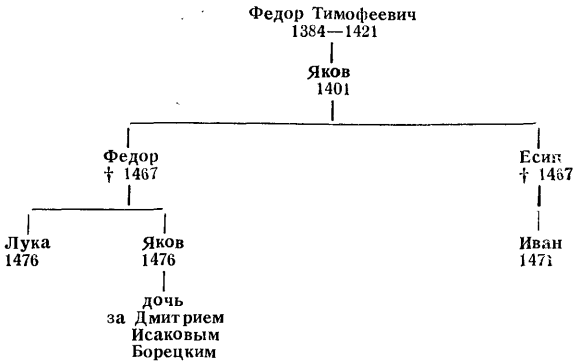 Федор Тимофеевич
1384—1421
Яков
1401
Федор
† 1467
Есип
† 1467
Лука
1476
Яков
1476
Иван
1471
дочь
за Дмитрием
Исаковым
Борецким